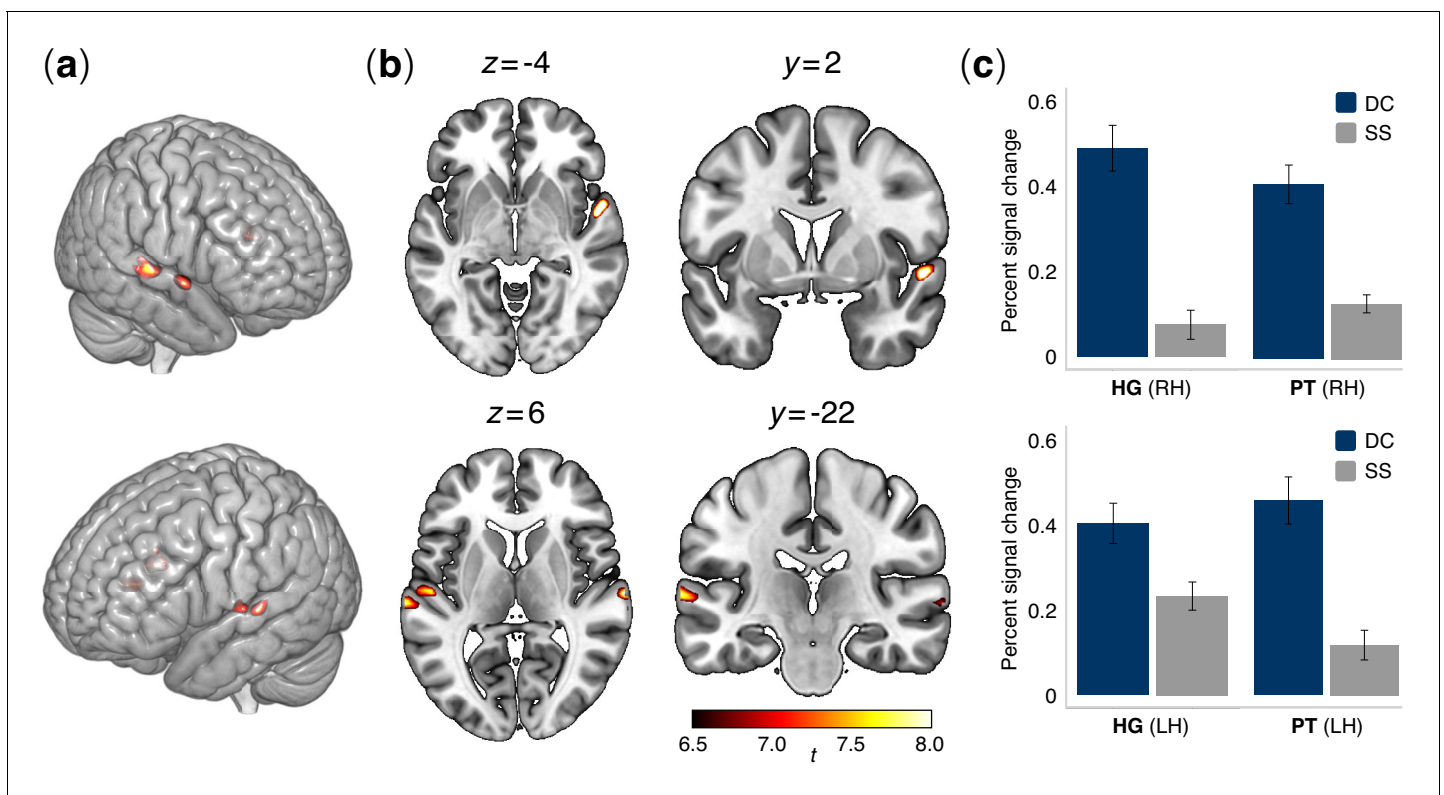 (a)
(b)
z=-4
y=2
z=6
y=-22
6.5 7.0 7.5 8.0
t
(c)
Percent signal change
0.6
0.4
0.2
0
DC
SS
HG (RH) PT (RH)
Percent signal change
0.6
0.4
0.2
0
DC
SS
HG (LH) PT (LH)